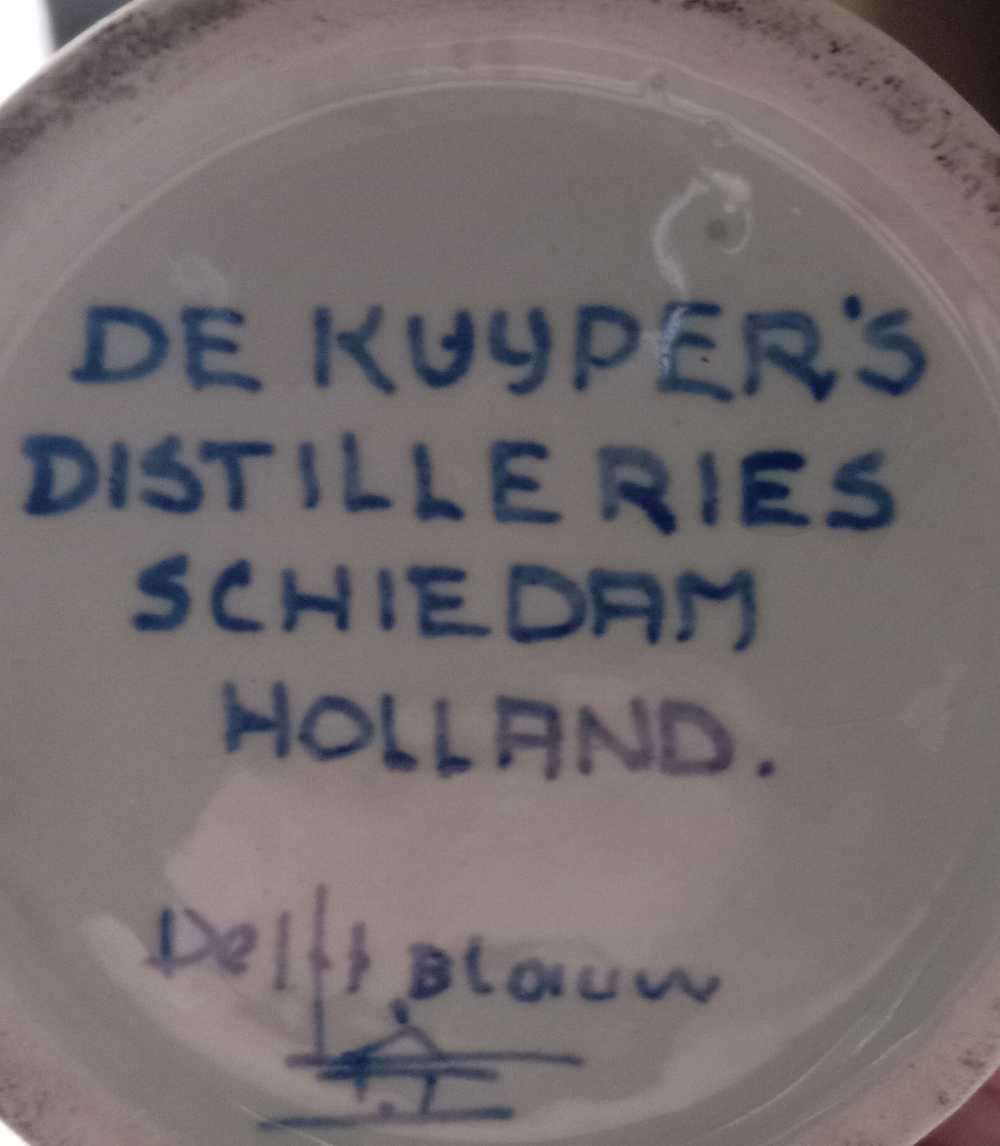 DE KUYPER'S
DISTILLERIES
SCHIEDAM
HOLLAND.
Delft Blauw